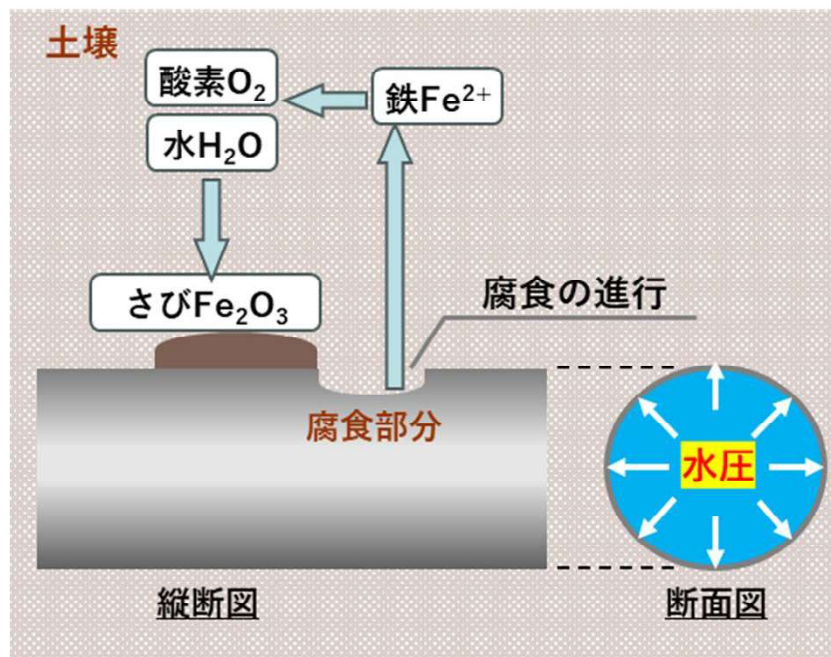 土壌
酸素O₂
鉄Fe²⁺
水H₂O
さびFe₂O₃
腐食の進行
腐食部分
水圧
縦断図
断面図